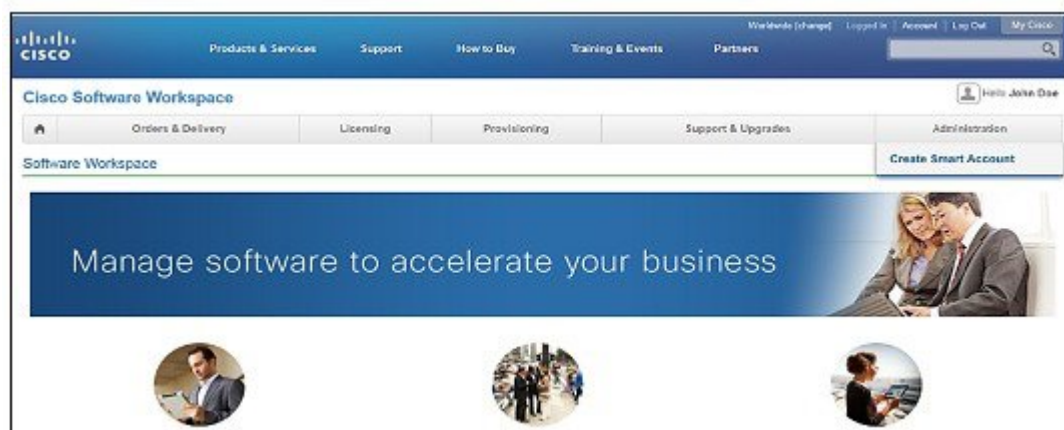 Worldwide [change] Logged In Account Log Out My Cisco
CISCO
Products & Services Support How to Buy Training & Events Partners
Cisco Software Workspace
Hello John Doe
Orders & Delivery Licensing Provisioning Support & Upgrades Administration
Software Workspace
Create Smart Account
Manage software to accelerate your business